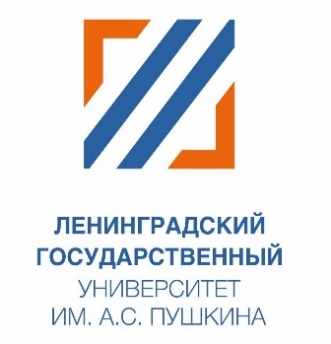 ЛЕНИНГРАДСКИЙ
ГОСУДАРСТВЕННЫЙ
УНИВЕРСИТЕТ
ИМ. А.С. ПУШКИНА